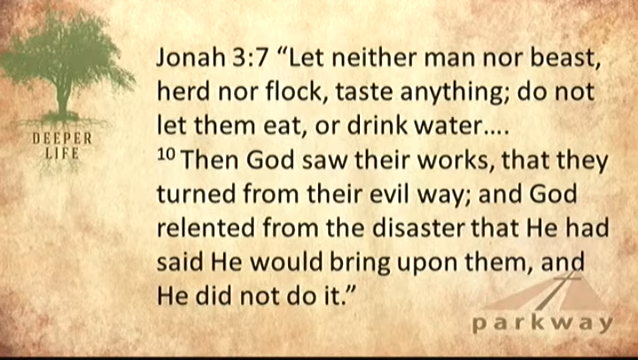 Jonah 3:7 “Let neither man nor beast,
herd nor flock, taste anything; do not
let them eat, or drink water….
10 Then God saw their works, that they
turned from their evil way; and God
relented from the disaster that He had
said He would bring upon them, and
He did not do it.”
DEEPER
LIFE
parkway